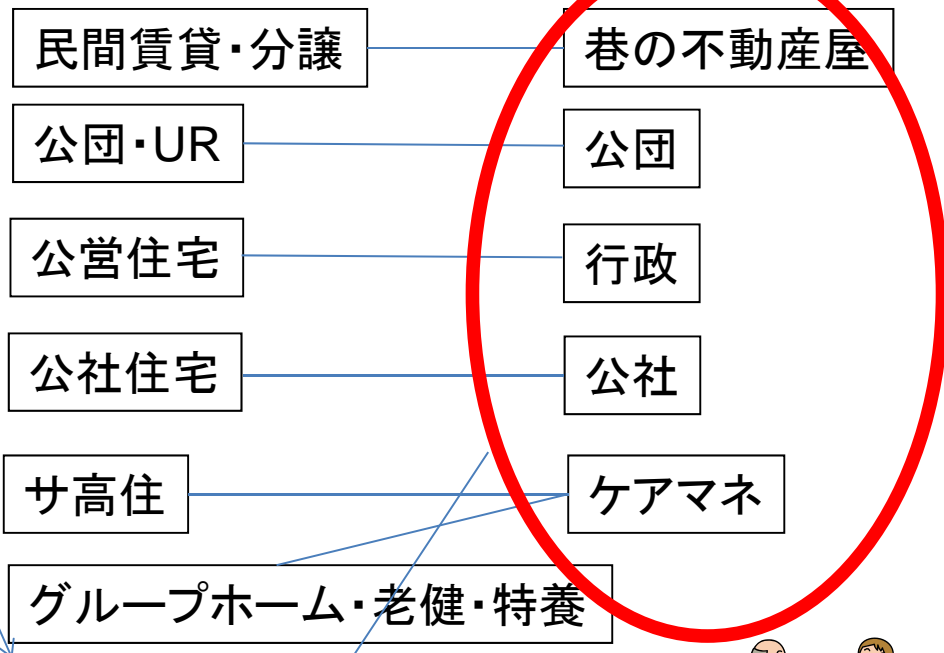 民間賃貸・分譲
巷の不動産屋
公団・UR
公団
公営住宅
行政
公社住宅
公社
サ高住
ケアマネ
グループホーム・老健・特養